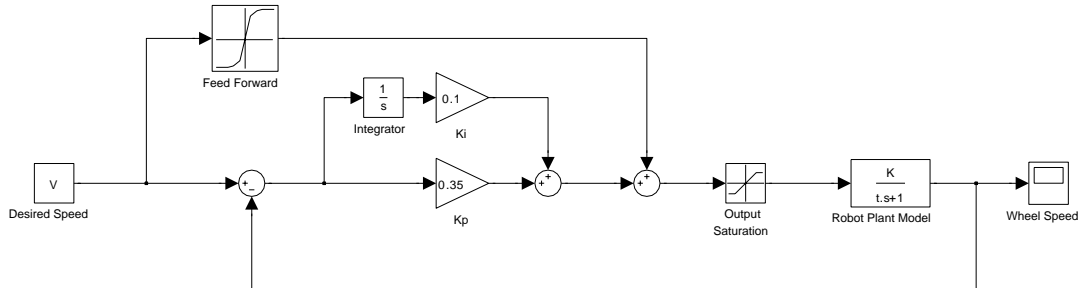 Feed Forward
1
s
Integrator
0.1
Ki
V
Desired Speed
+
−
0.35
Kp
+
+
+
+
Output
Saturation
K
t.s+1
Robot Plant Model
Wheel Speed